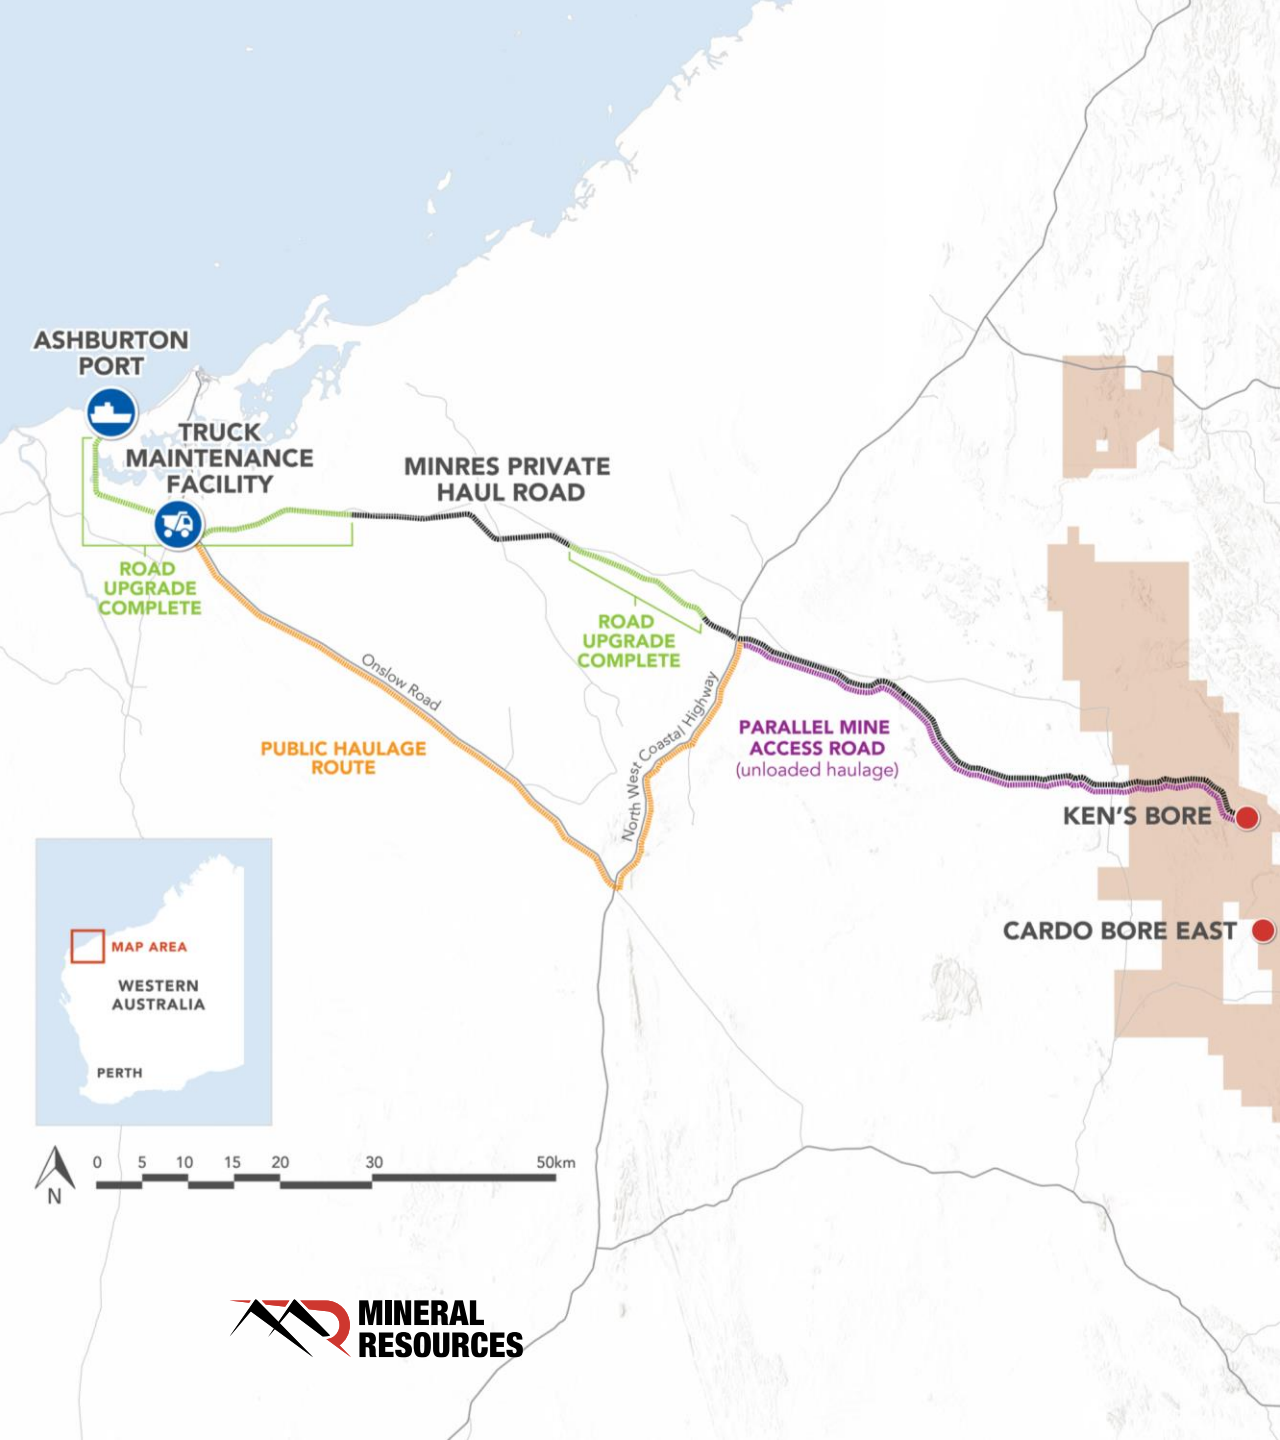 ASHBURTON
PORT
TRUCK
MAINTENANCE
FACILITY
MINRES PRIVATE
HAUL ROAD
ROAD
UPGRADE
COMPLETE
ROAD
UPGRADE
COMPLETE
Onslow Road
North West Coastal Highway
PUBLIC HAULAGE
ROUTE
PARALLEL MINE
ACCESS ROAD
(unloaded haulage)
KEN'S BORE
CARDO BORE EAST
MAP AREA
WESTERN
AUSTRALIA
PERTH
0 5 10 15 20 30 50km
N
MINERAL
RESOURCES